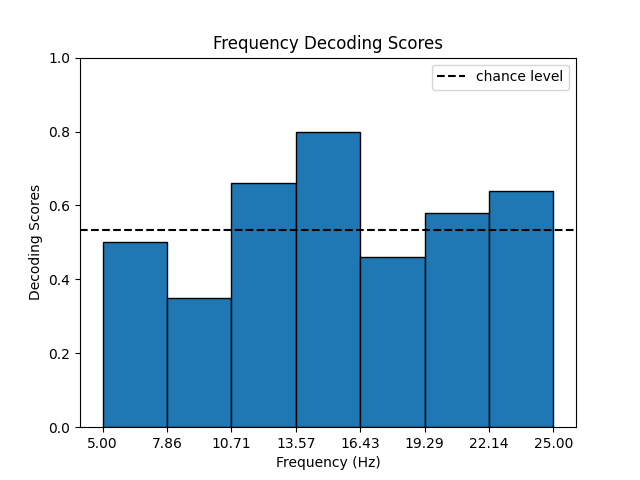 Frequency Decoding Scores
chance level
1.0
0.8
0.6
0.4
0.2
0.0
Decoding Scores
5.00 7.86 10.71 13.57 16.43 19.29 22.14 25.00
Frequency (Hz)